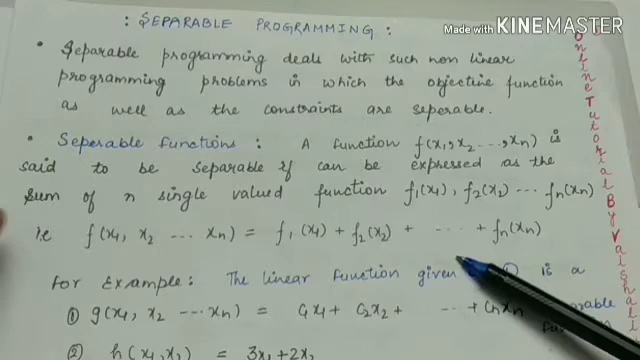 Made with KINEMASTER
: SEPARABLE PROGRAMMING :
• Separable programming deals with such non linear
programming problems in which the objective function
as well as the constraints are seperable.
• Seperable Functions : A function f(x1, x2 ..., xn) is
said to be separable if can be expressed as the
sum of n single valued function f1(x1), f2(x2) ... fn(xn)
i.e f(x1, x2 ... xn) = f1(x1) + f2(x2) + ... + fn(xn)
For Example : The linear function given is a
① g(x1, x2 ... xn) = c1x1 + c2x2 + ... + cnxn
② h(x1, x2) = 3x1+2x2
Online Tutorial By Vaishali